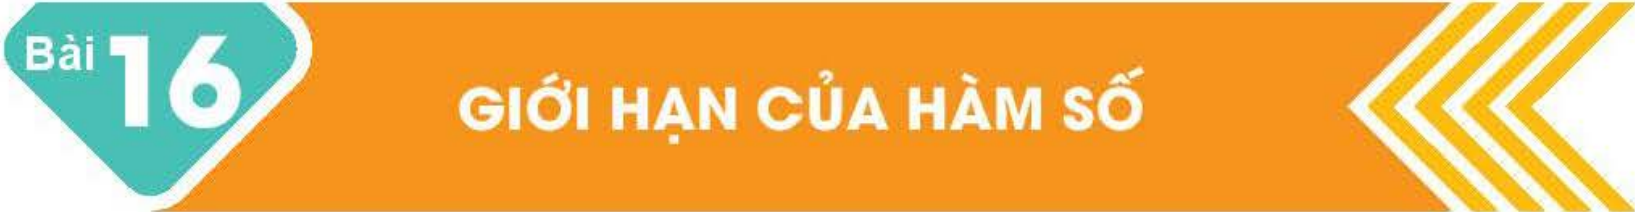 Bài 16
GIỚI HẠN CỦA HÀM SỐ